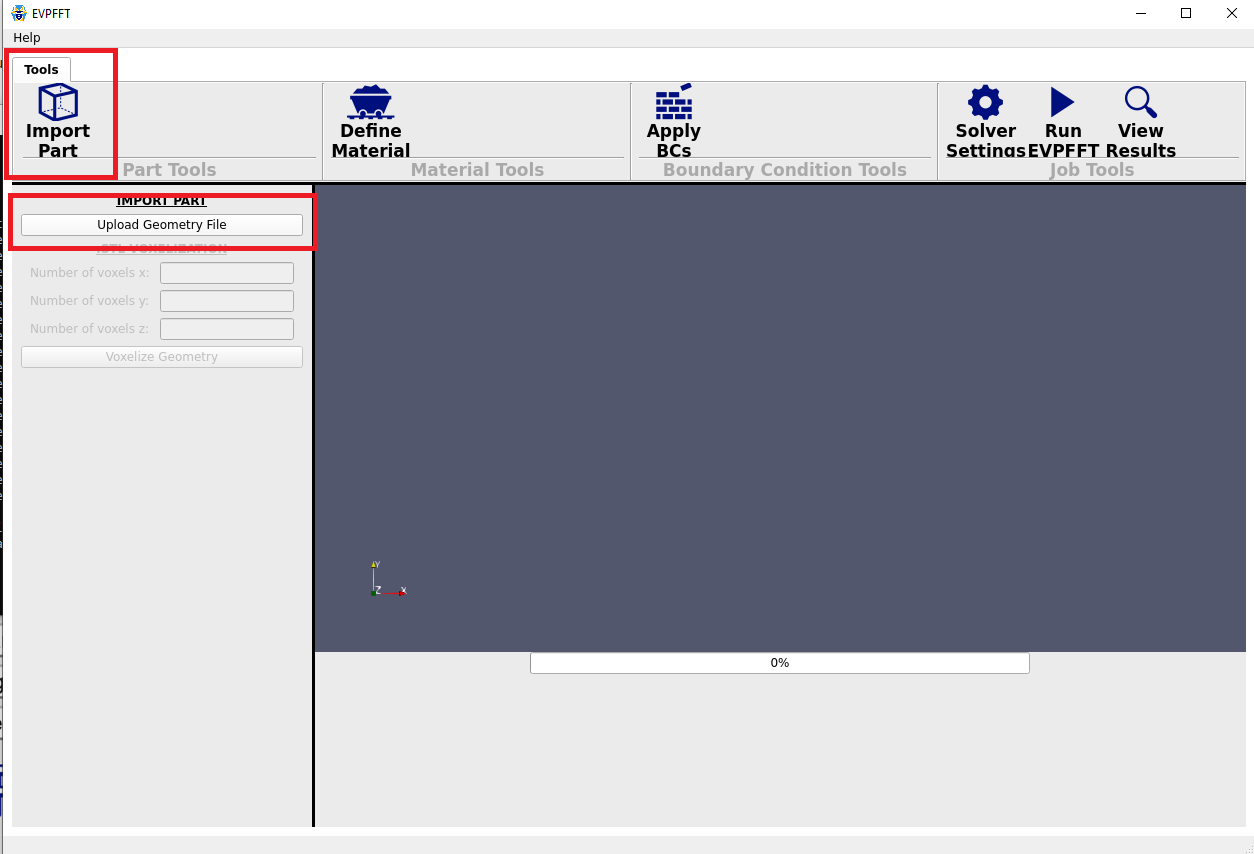 EVPFFT
Help
Tools
Import
Part
Part Tools
Define
Material
Material Tools
Apply
BCs
Boundary Condition Tools
Solver
Settings
Run
EVPFFT
View
Results
Job Tools
IMPORT PART
Upload Geometry File
.STL VOXELIZATION
Number of voxels x:
Number of voxels y:
Number of voxels z:
Voxelize Geometry
Y
Z
X
0%